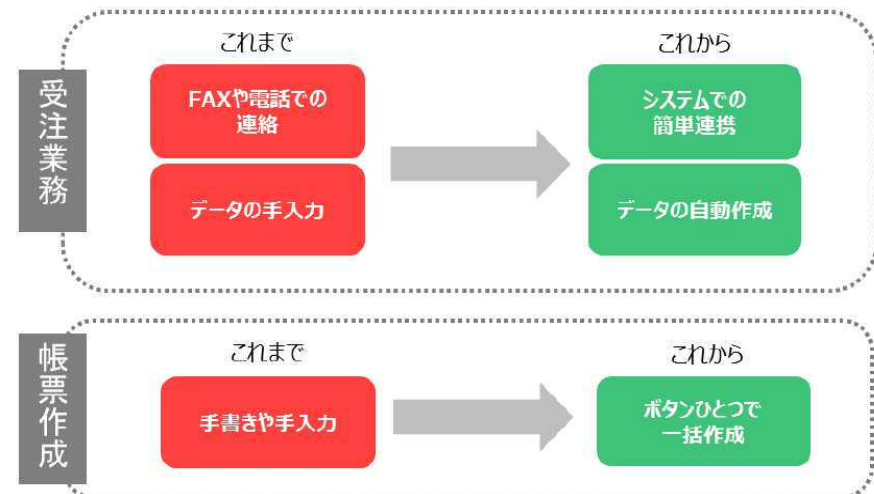 受注業務
これまで
これから
FAXや電話での
連絡
システムでの
簡単連携
データの手入力
データの自動作成
帳票作成
これまで
これから
手書きや手入力
ボタンひとつで
一括作成